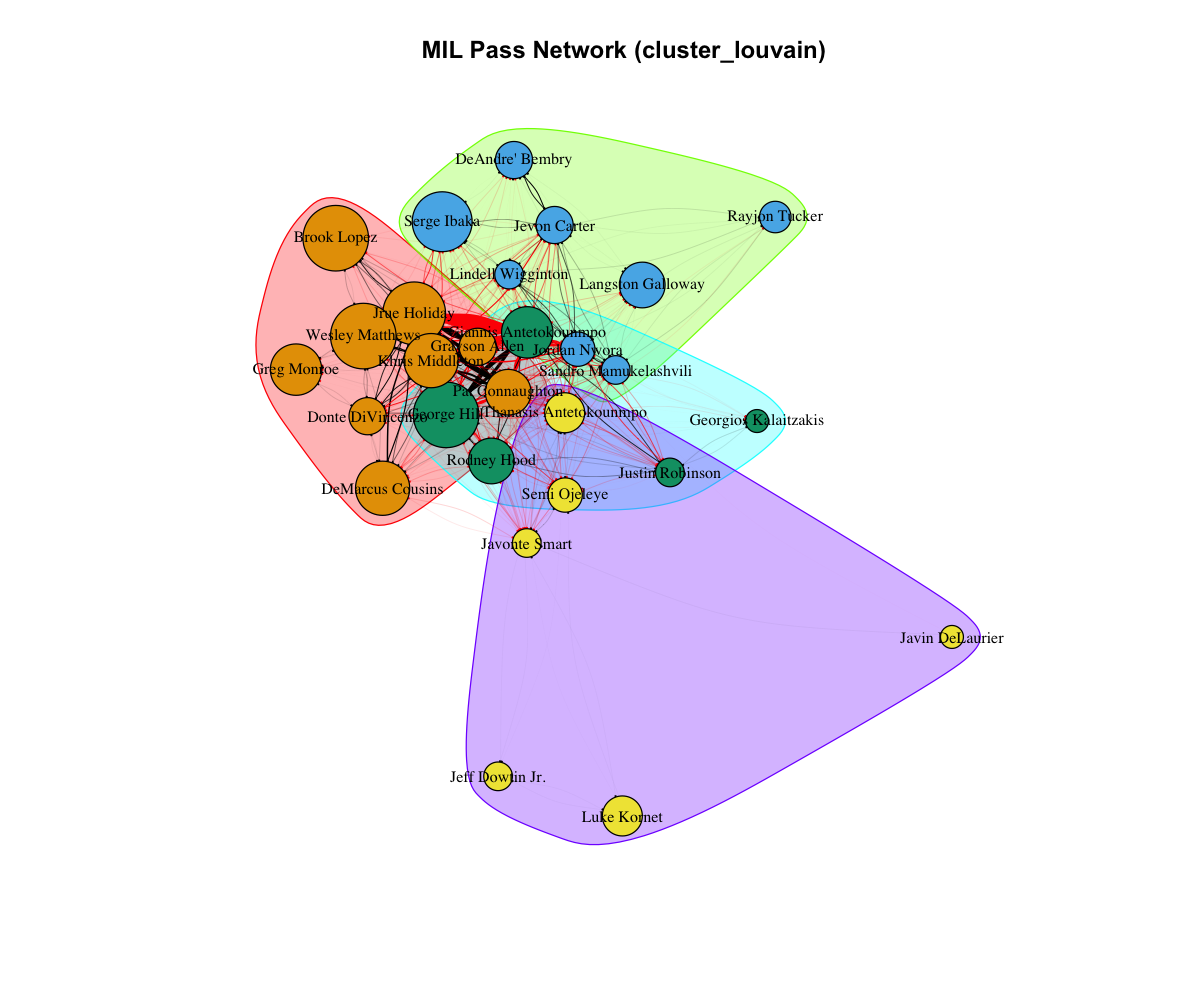 MIL Pass Network (cluster_louvain)
DeAndre' Bembry
Rayjon Tucker
Serge Ibaka
Jevon Carter
Brook Lopez
Lindell Wigginton
Langston Galloway
Jrue Holiday
Giannis Antetokounmpo
Wesley Matthews
Grayson Allen
Jordan Nwora
Khris Middleton
Greg Monroe
Sandro Mamukelashvili
Pat Connaughton
Donte DiVincenzo
George Hill
Thanasis Antetokounmpo
Georgios Kalaitzakis
Rodney Hood
Justin Robinson
DeMarcus Cousins
Semi Ojeleye
Javonte Smart
Javin DeLaurier
Jeff Dowtin Jr.
Luke Kornet